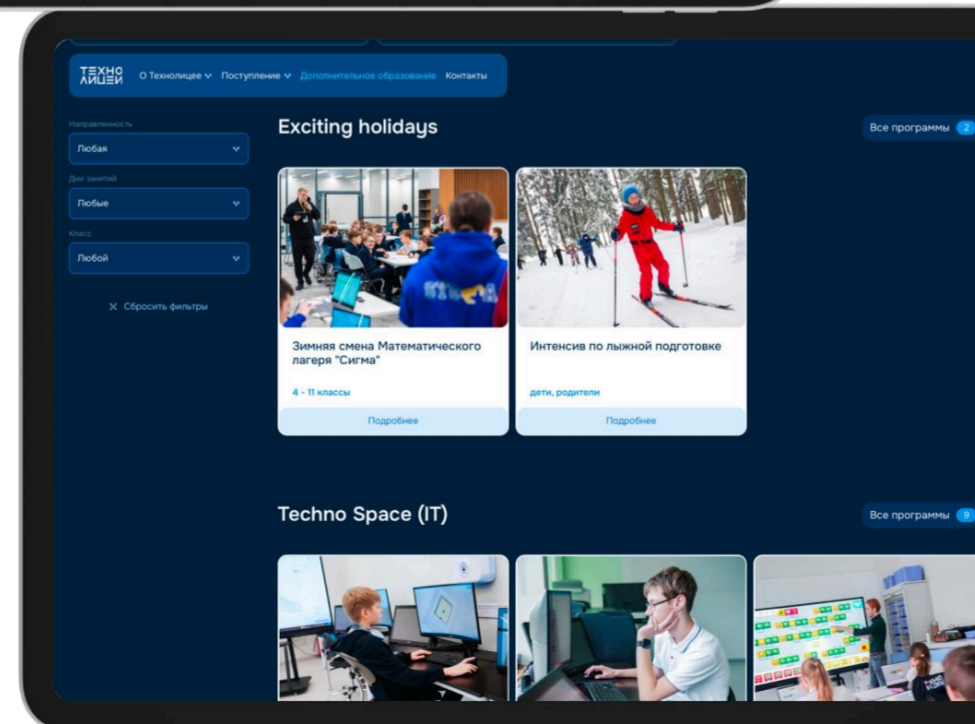 ТЕХНО
ЛИЦЕЙ
О Технолицее
Поступление
Дополнительное образование
Контакты
Направленность
Любая
Дни занятий
Любые
Класс
Любой
Сбросить фильтры
Exciting holidays
Все программы 2
Зимняя смена Математического
лагеря "Сигма"
4 - 11 классы
Подробнее
Интенсив по лыжной подготовке
дети, родители
Подробнее
Techno Space (IT)
Все программы 9